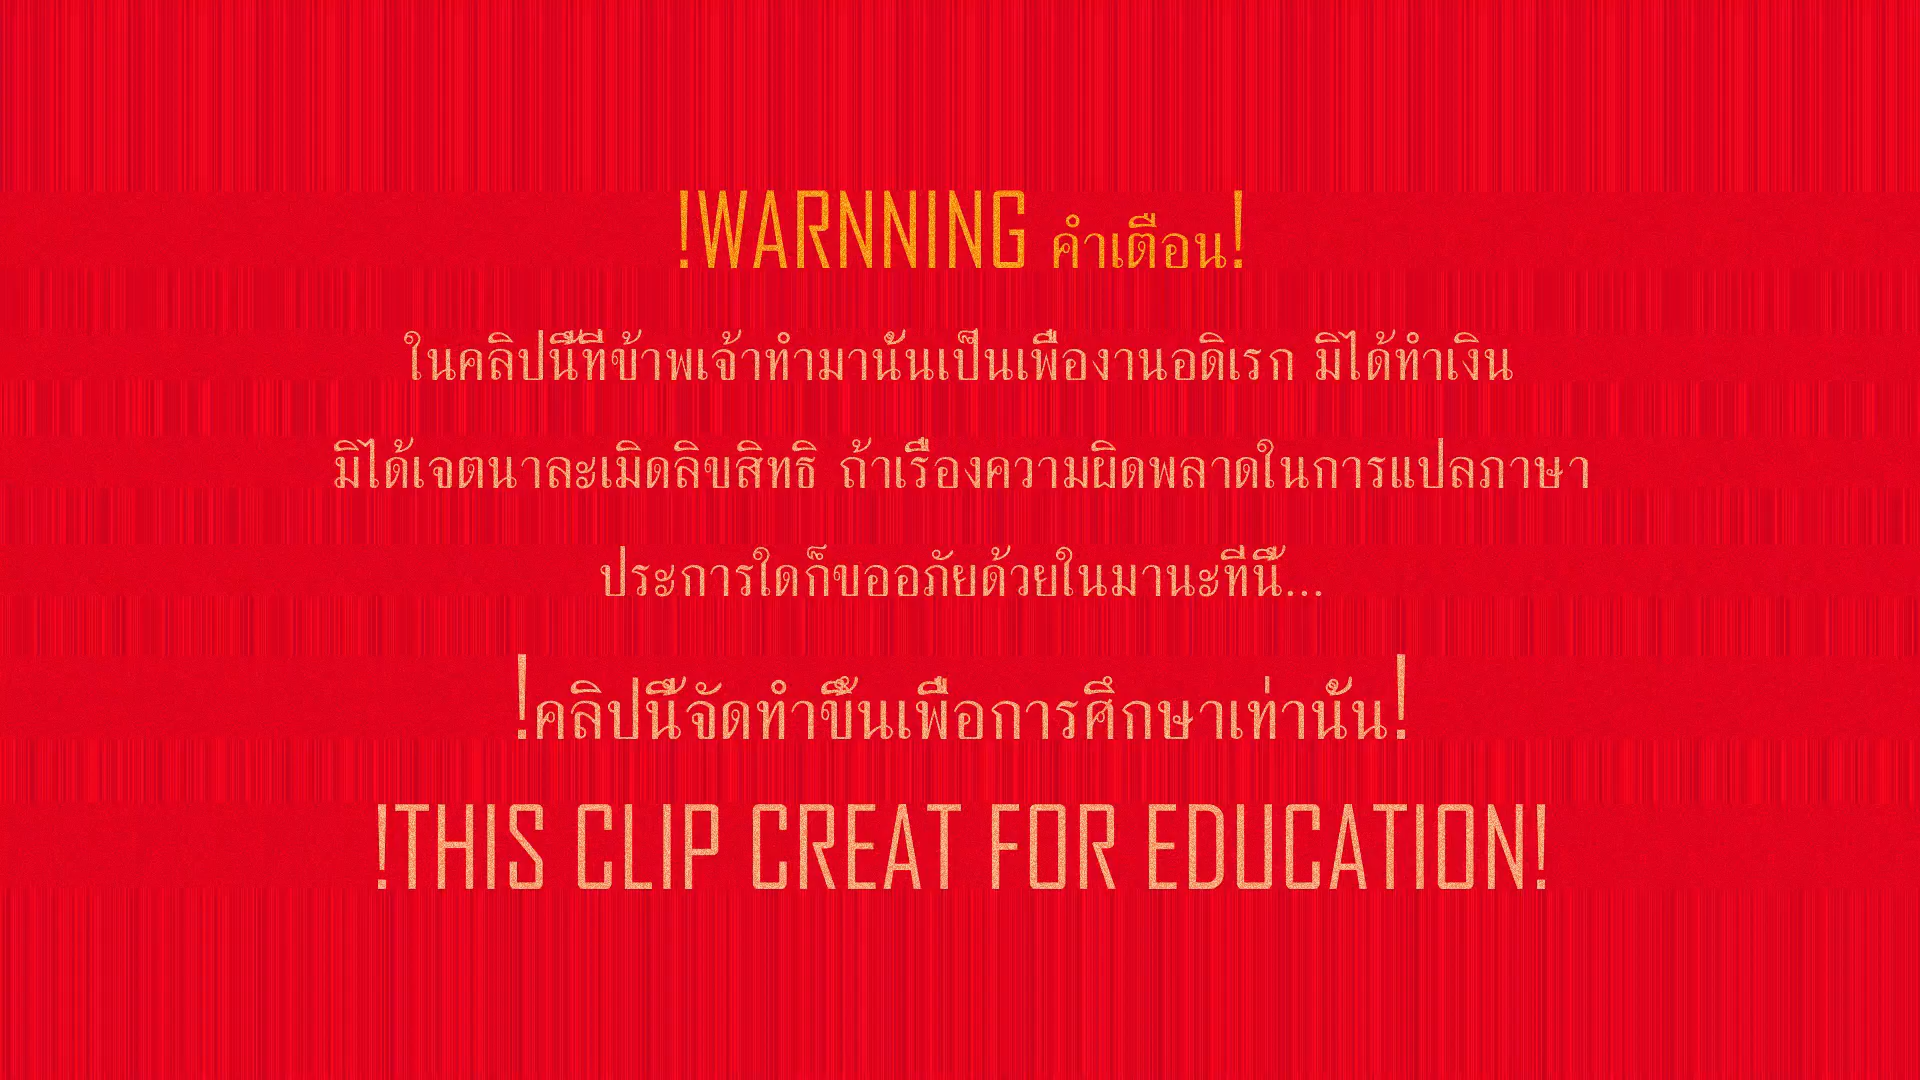 !WARNNING คำเตือน!
ในคลิปนี้ที่ข้าพเจ้าทำมานั้นเป็นเพื่องานอดิเรก มิได้ทำเงิน
มิได้เจตนาละเมิดลิขสิทธิ ถ้าเรื่องความผิดพลาดในการแปลภาษา
ประการใดก็ขออภัยด้วยในมานะที่นี้...
!คลิปนี้จัดทำขึ้นเพื่อการศึกษาเท่านั้น!
!THIS CLIP CREAT FOR EDUCATION!